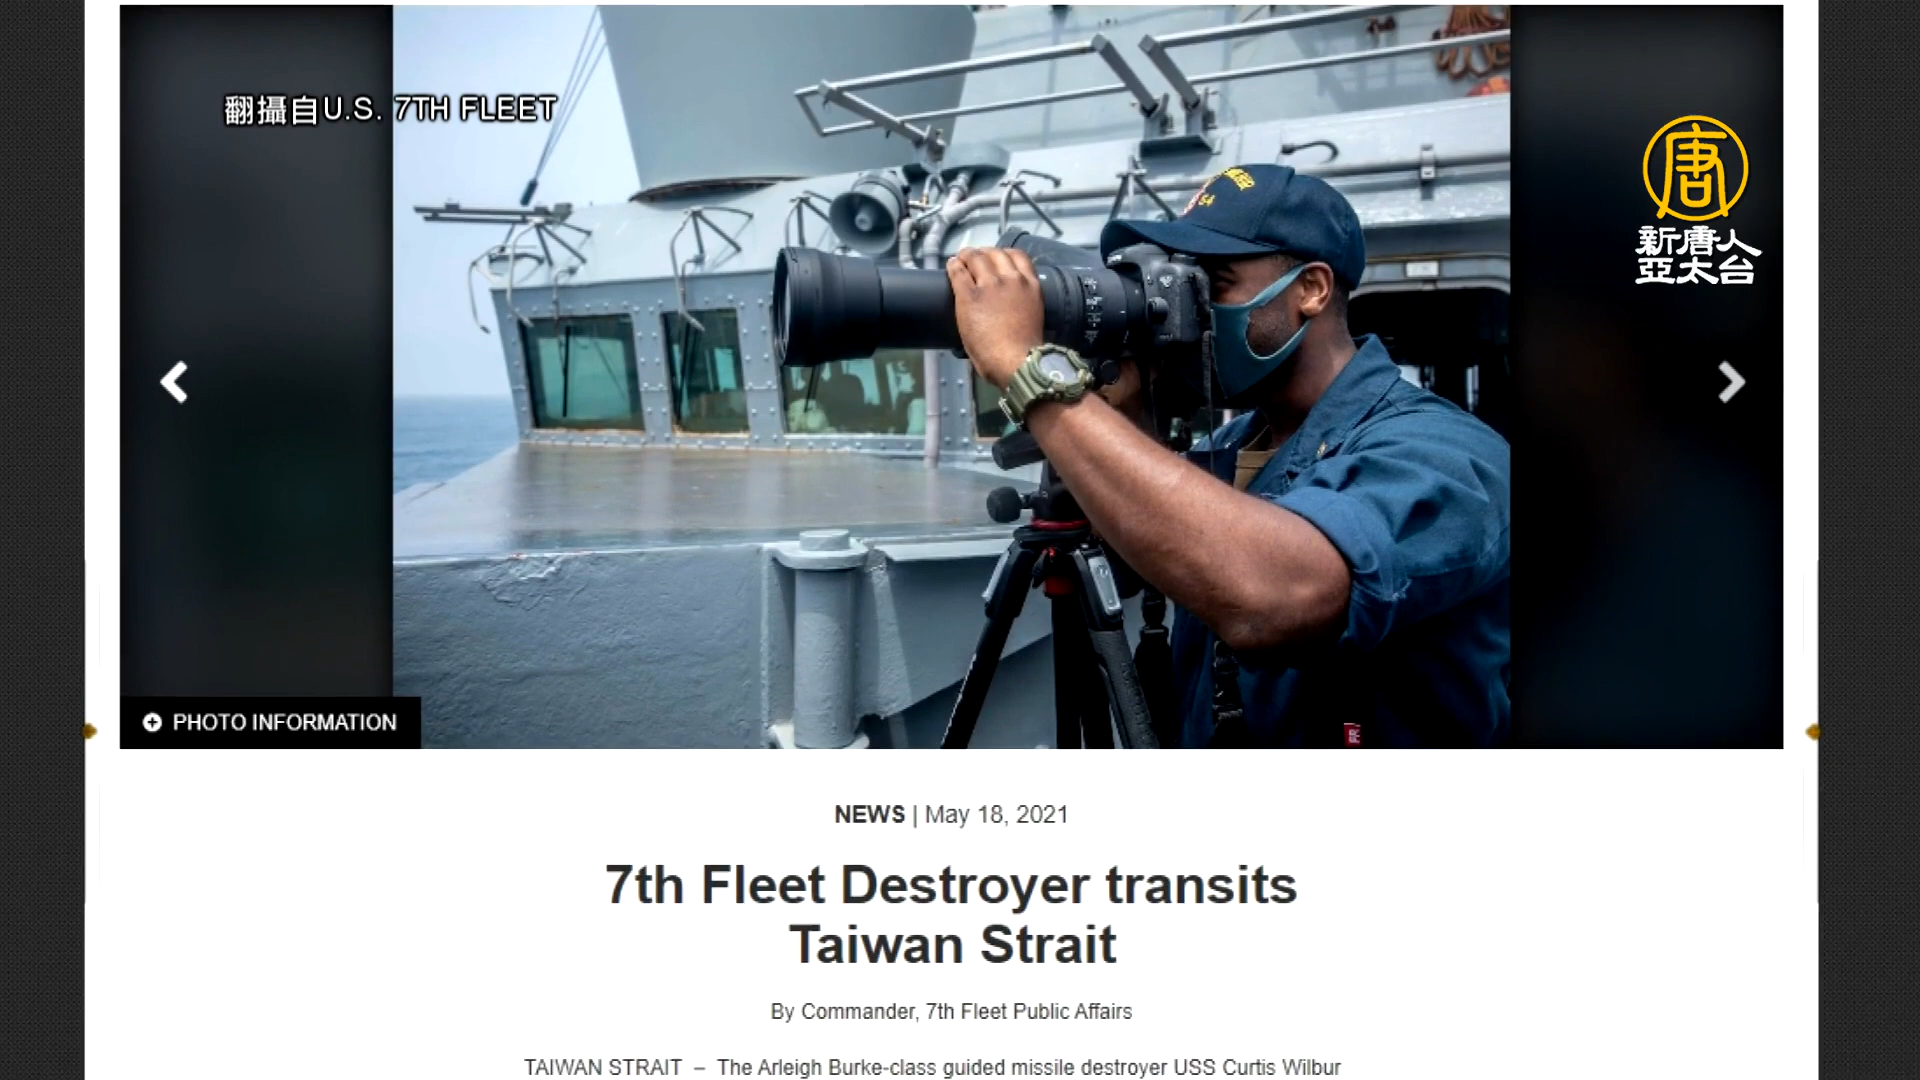 翻攝自U.S. 7TH FLEET
唐
新唐人
亞太台
54
PHOTO INFORMATION
NEWS | May 18, 2021
7th Fleet Destroyer transits
Taiwan Strait
By Commander, 7th Fleet Public Affairs
TAIWAN STRAIT – The Arleigh Burke-class guided missile destroyer USS Curtis Wilbur